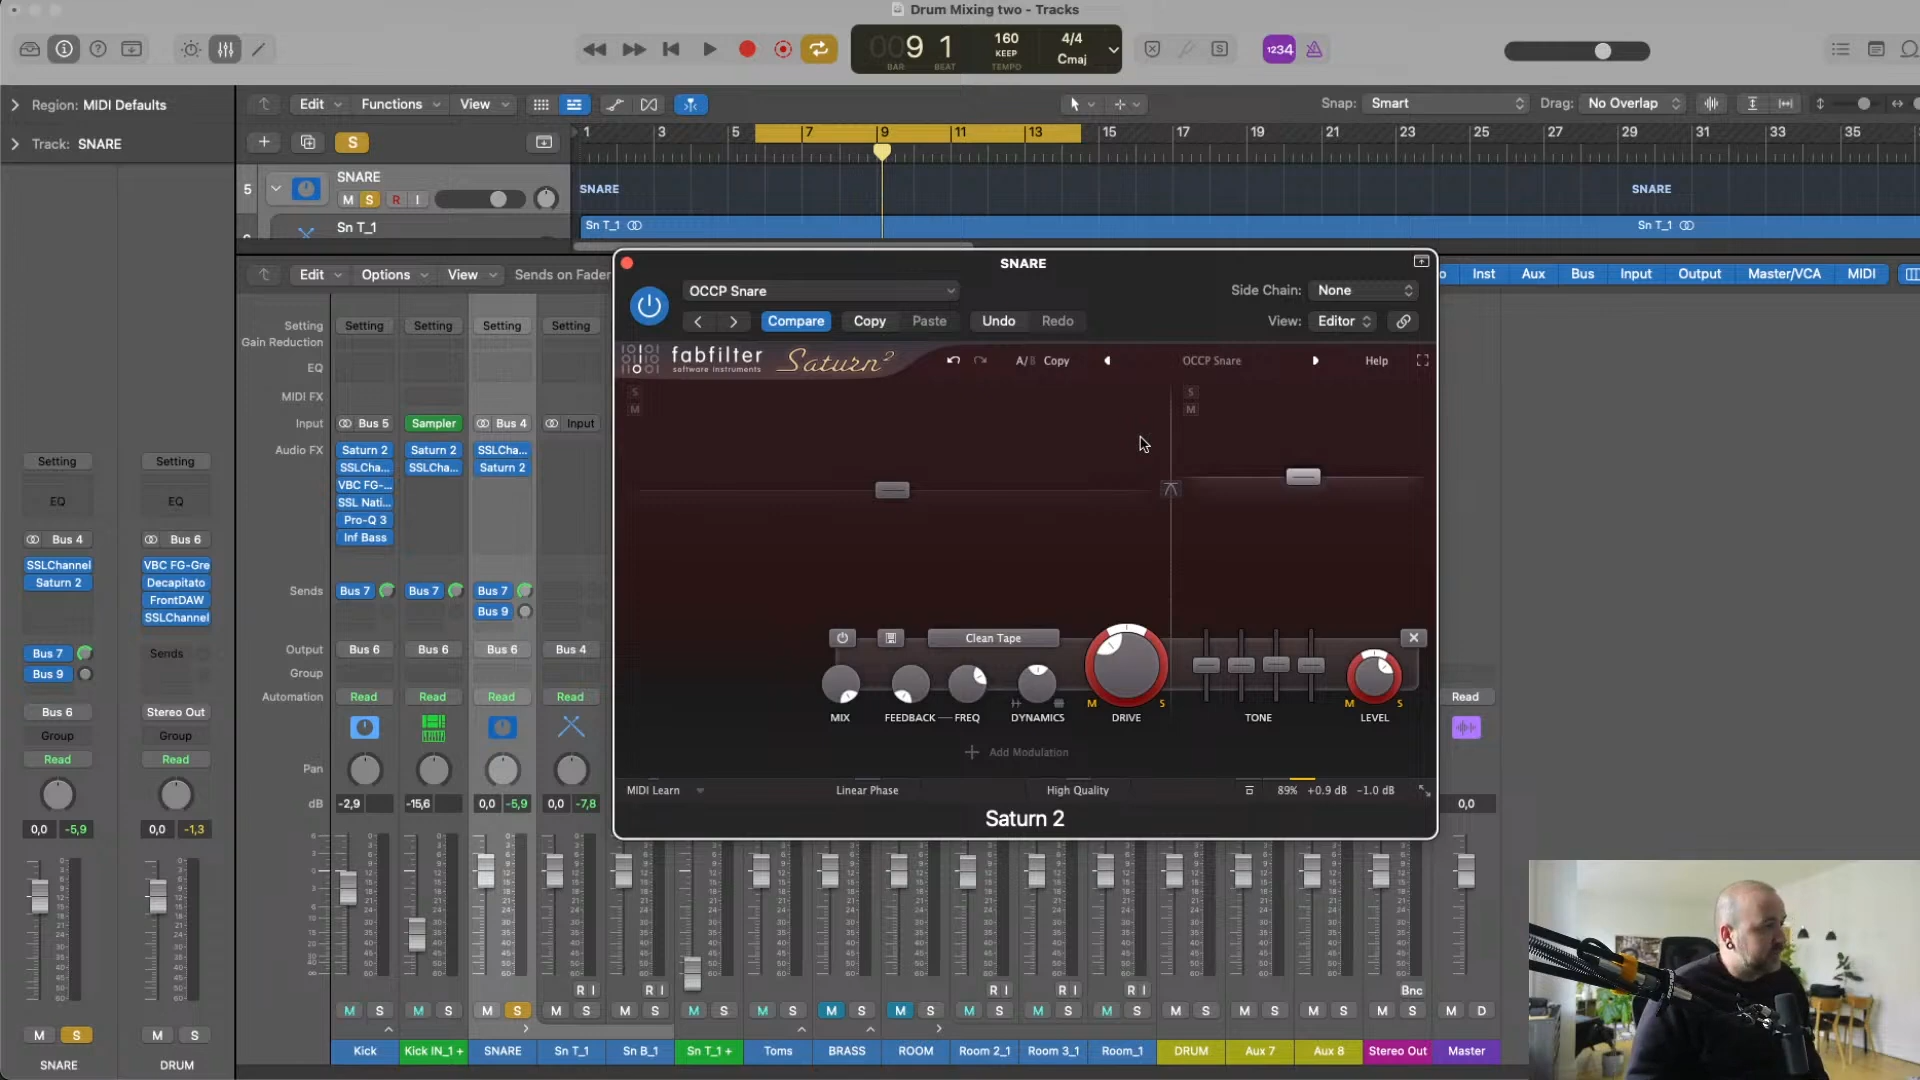 Drum Mixing two - Tracks
009 1
BAR BEAT
160
KEEP
TEMPO
4/4
Cmaj
S
1234
Region: MIDI Defaults
Edit Functions View
Snap: Smart
Drag: No Overlap
Track: SNARE
S
1 3 5 7 9 11 13 15 17 19 21 23 25 27 29 31 33 35
5
SNARE
M S R I
SNARE
SNARE
Sn T_1
Sn T_1
Sn T_1
Edit Options View Sends on Fader
o Inst Aux Bus Input Output Master/VCA MIDI
SNARE
OCCP Snare
Side Chain: None
Compare Copy Paste Undo Redo
View: Editor
fabfilter
software instruments
Saturn 2
A/B Copy
OCCP Snare
Help
S
M
S
M
Clean Tape
MIX FEEDBACK FREQ DYNAMICS DRIVE TONE LEVEL
M S
M S
Add Modulation
MIDI Learn
Linear Phase
High Quality
89% +0.9 dB -1.0 dB
Saturn 2
Setting Setting Setting Setting Setting
Gain Reduction
EQ
MIDI FX
Input Bus 5 Sampler Bus 4 Input
Audio FX Saturn 2 Saturn 2 SSLCha...
SSLCha... SSLCha... Saturn 2
VBC FG-...
SSL Nati...
Pro-Q 3
Inf Bass
Sends Bus 7 Bus 7 Bus 7
Bus 9
Output Bus 6 Bus 6 Bus 6 Bus 4
Group
Automation Read Read Read Read
Read
Pan
dB -2,9 -15,6 0,0 -5,9 0,0 -7,8
0,0
Setting Setting
EQ EQ
Bus 4 Bus 6
SSLChannel VBC FG-Gre
Saturn 2 Decapitato
FrontDAW
SSLChannel
Bus 7 Sends
Bus 9
Bus 6 Stereo Out
Group Group
Read Read
0,0 -5,9 0,0 -1,3
R I R I R I R I R I Bnc
M S M S M S M S M S M S M S M S M S M S M S M S M S M S M S M S M D
M S M S
Kick Kick IN_1 + SNARE Sn T_1 Sn B_1 Sn T_1 + Toms BRASS ROOM Room 2_1 Room 3_1 Room_1 DRUM Aux 7 Aux 8 Stereo Out Master
SNARE DRUM